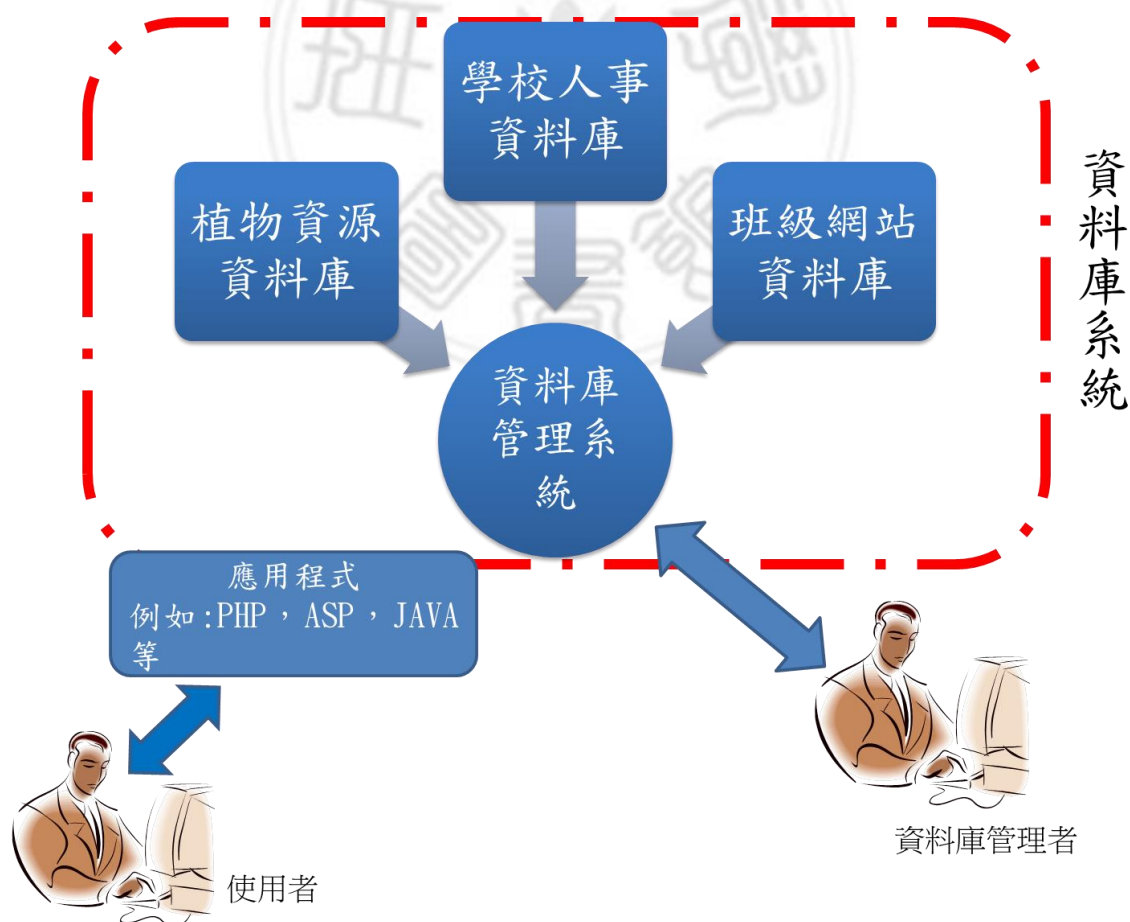 學校人事
資料庫
植物資源
資料庫
班級網站
資料庫
資料庫系統
資料庫
管理系
統
應用程式
例如:PHP，ASP，JAVA
等
資料庫管理者
使用者